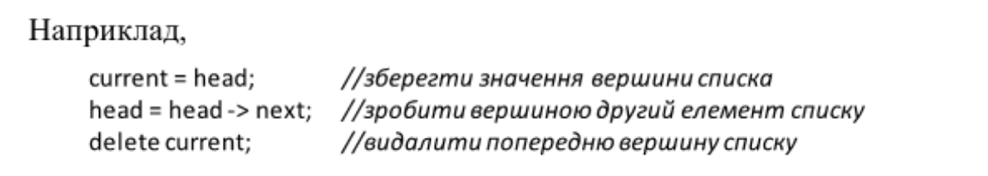 Наприклад,
current = head; //зберегти значення вершини списка
head = head -> next; //зробити вершиною другий елемент списку
delete current; //видалити попередню вершину списку